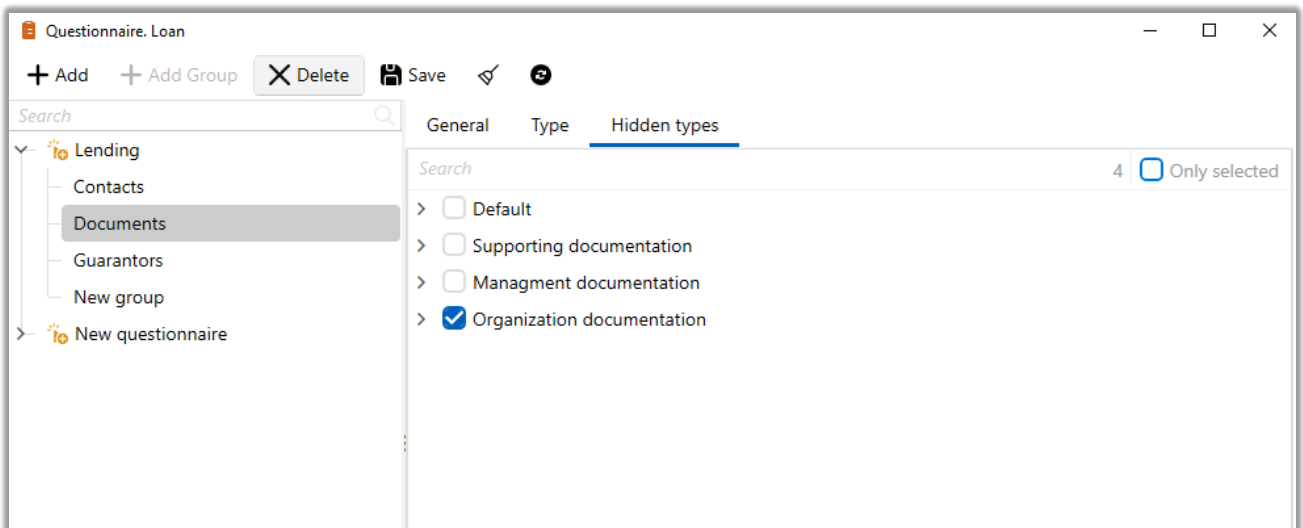 Questionnaire. Loan
Add Add Group Delete Save
Search
General Type Hidden types
Lending
Contacts
Documents
Guarantors
New group
New questionnaire
Search 4 Only selected
Default
Supporting documentation
Managment documentation
Organization documentation